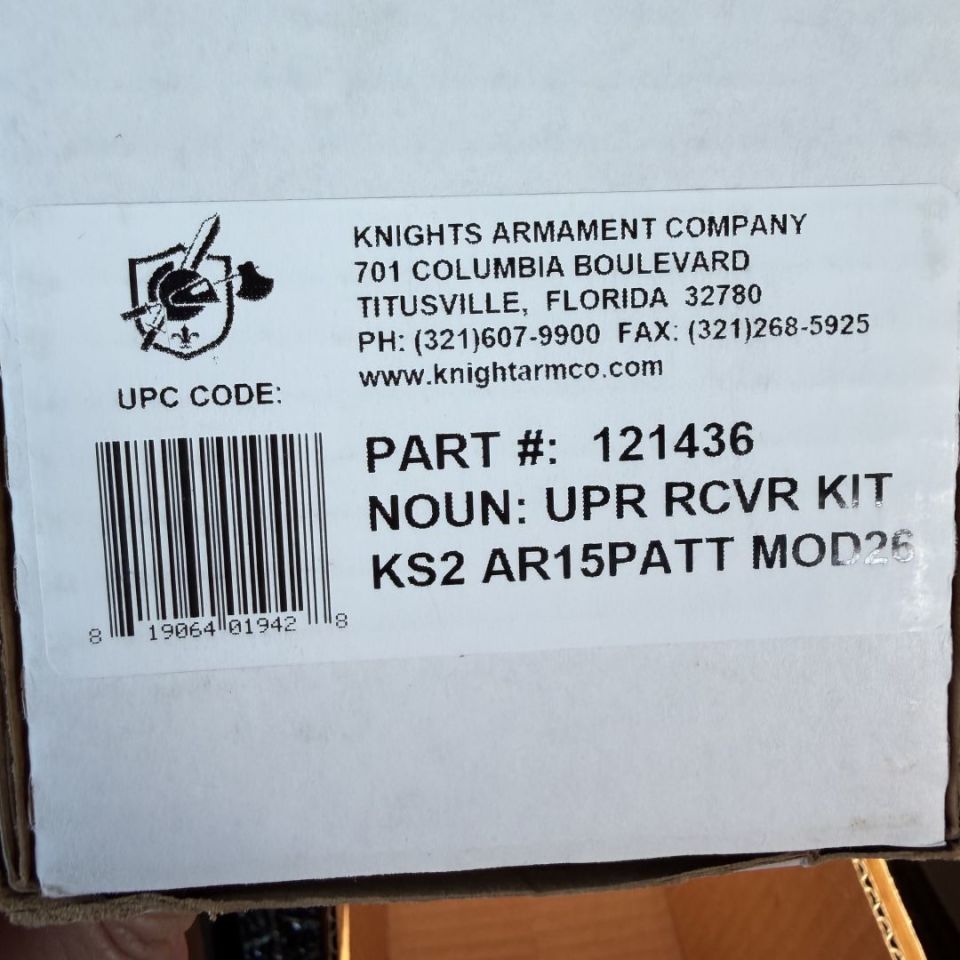 KNIGHTS ARMAMENT COMPANY
701 COLUMBIA BOULEVARD
TITUSVILLE, FLORIDA 32780
PH: (321)607-9900 FAX: (321)268-5925
www.knightarmco.com
UPC CODE:
8 19064 01942 8
PART #: 121436
NOUN: UPR RCVR KIT
KS2 AR15PATT MOD26